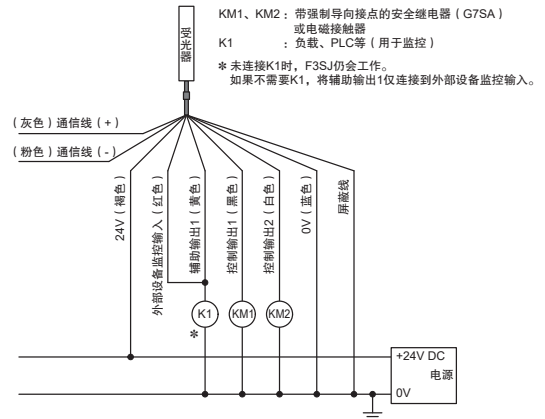 KM1、KM2 : 带强制导向接点的安全继电器 ( G7SA )
或电磁接触器
K1 : 负载、PLC等 ( 用于监控 )
* 未连接K1时，F3SJ仍会工作。
如果不需要K1，将辅助输出1仅连接到外部设备监控输入。
受光器
( 灰色 ) 通信线 ( + )
( 粉色 ) 通信线 ( - )
24V ( 褐色 )
外部设备监控输入 ( 红色 )
辅助输出1 ( 黄色 )
控制输出1 ( 黑色 )
控制输出2 ( 白色 )
0V ( 蓝色 )
屏蔽线
K1
KM1
KM2
*
+24V DC
电源
0V